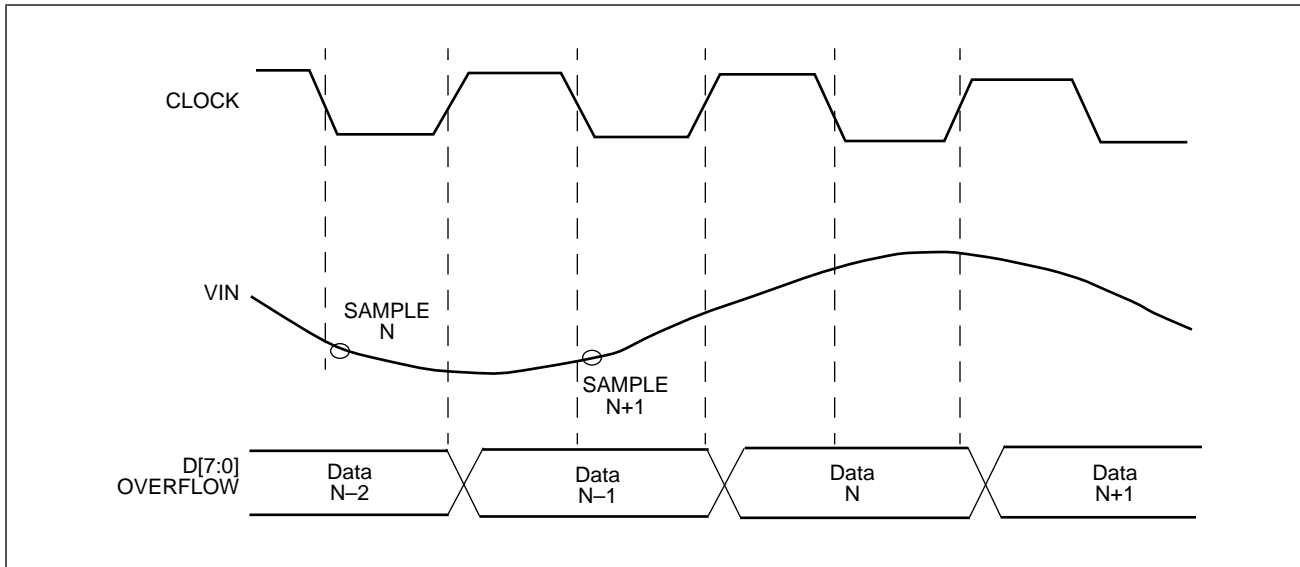 CLOCK
VIN
SAMPLE
N
SAMPLE
N+1
D[7:0]
OVERFLOW
Data
N–2
Data
N–1
Data
N
Data
N+1